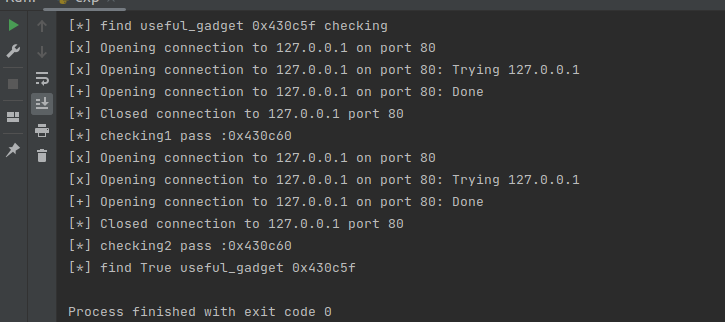 exp
[*] find useful_gadget 0x430c5f checking
[x] Opening connection to 127.0.0.1 on port 80
[x] Opening connection to 127.0.0.1 on port 80: Trying 127.0.0.1
[+] Opening connection to 127.0.0.1 on port 80: Done
[*] Closed connection to 127.0.0.1 port 80
[*] checking1 pass :0x430c60
[x] Opening connection to 127.0.0.1 on port 80
[x] Opening connection to 127.0.0.1 on port 80: Trying 127.0.0.1
[+] Opening connection to 127.0.0.1 on port 80: Done
[*] Closed connection to 127.0.0.1 port 80
[*] checking2 pass :0x430c60
[*] find True useful_gadget 0x430c5f
Process finished with exit code 0